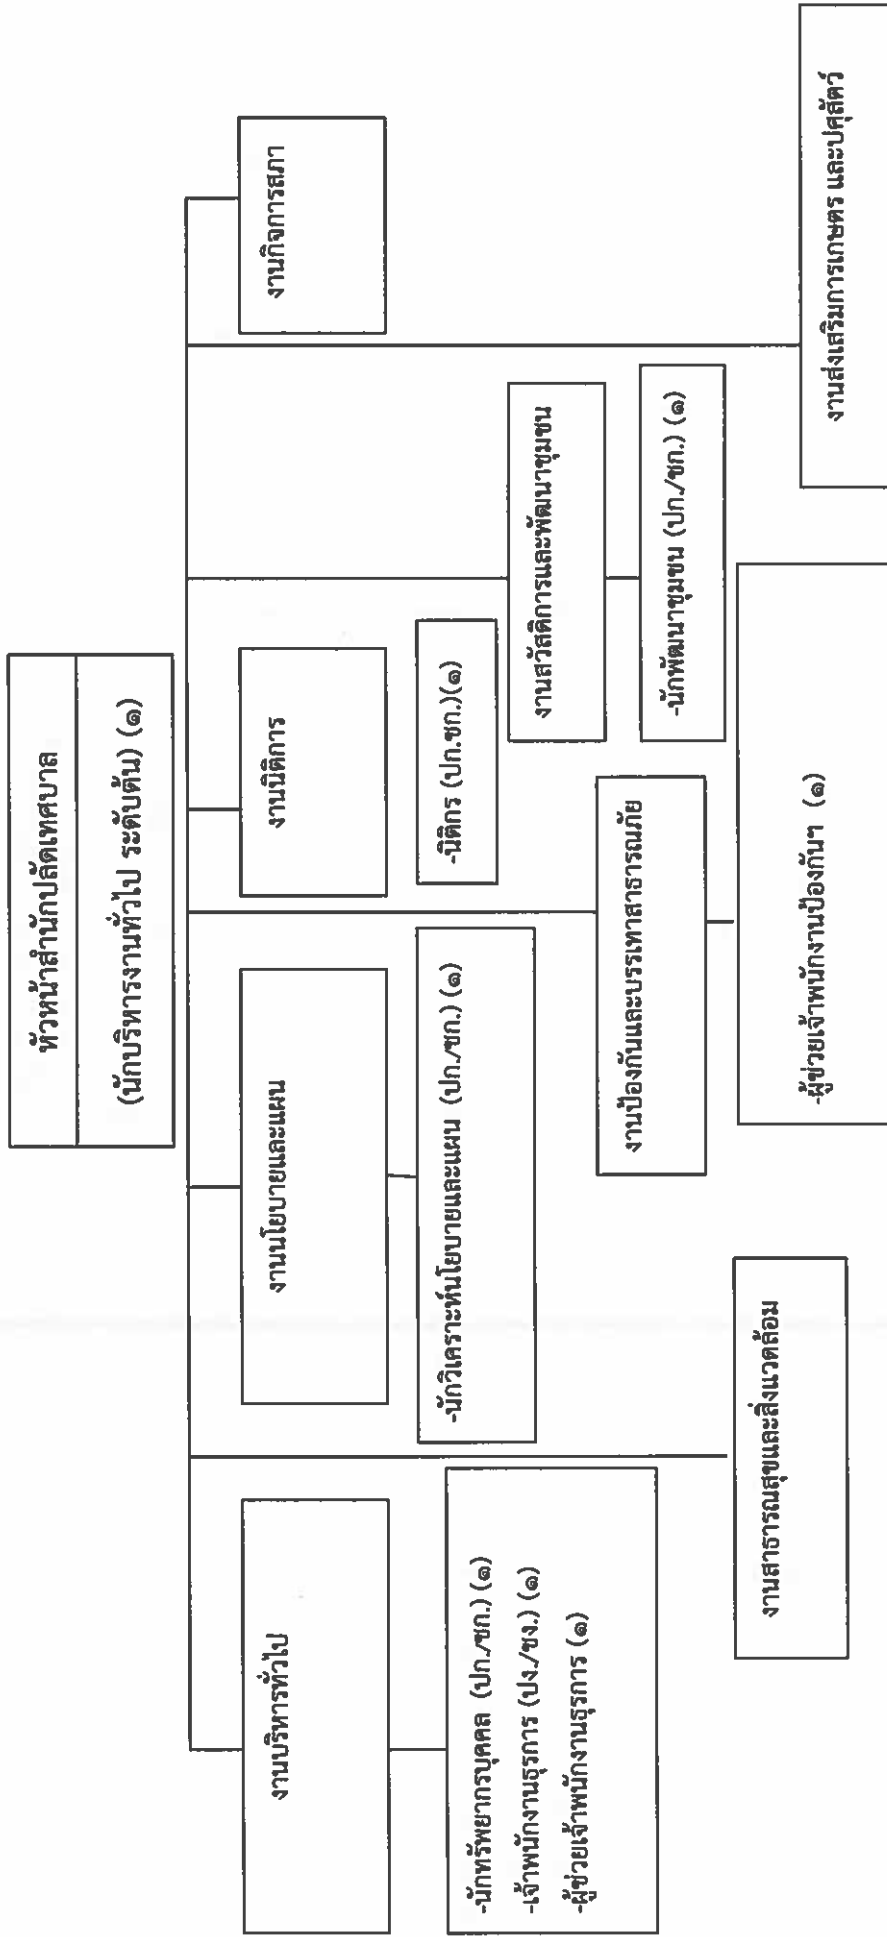 หัวหน้าสำนักปลัดเทศบาล
(นักบริหารงานทั่วไป ระดับต้น) (๑)
งานบริหารทั่วไป
งานนโยบายและแผน
งานนิติการ
งานกิจการสภา
-นักทรัพยากรบุคคล (ปก./ชก.) (๑)
-เจ้าพนักงานธุรการ (ปง./ชง.) (๑)
-ผู้ช่วยเจ้าพนักงานธุรการ (๑)
-นักวิเคราะห์นโยบายและแผน (ปก./ชก.) (๑)
-นิติกร (ปก.ชก.)(๑)
งานสวัสดิการและพัฒนาชุมชน
-นักพัฒนาชุมชน (ปก./ชก.) (๑)
งานป้องกันและบรรเทาสาธารณภัย
-ผู้ช่วยเจ้าพนักงานป้องกันฯ (๑)
งานสาธารณสุขและสิ่งแวดล้อม
งานส่งเสริมการเกษตร และปศุสัตว์